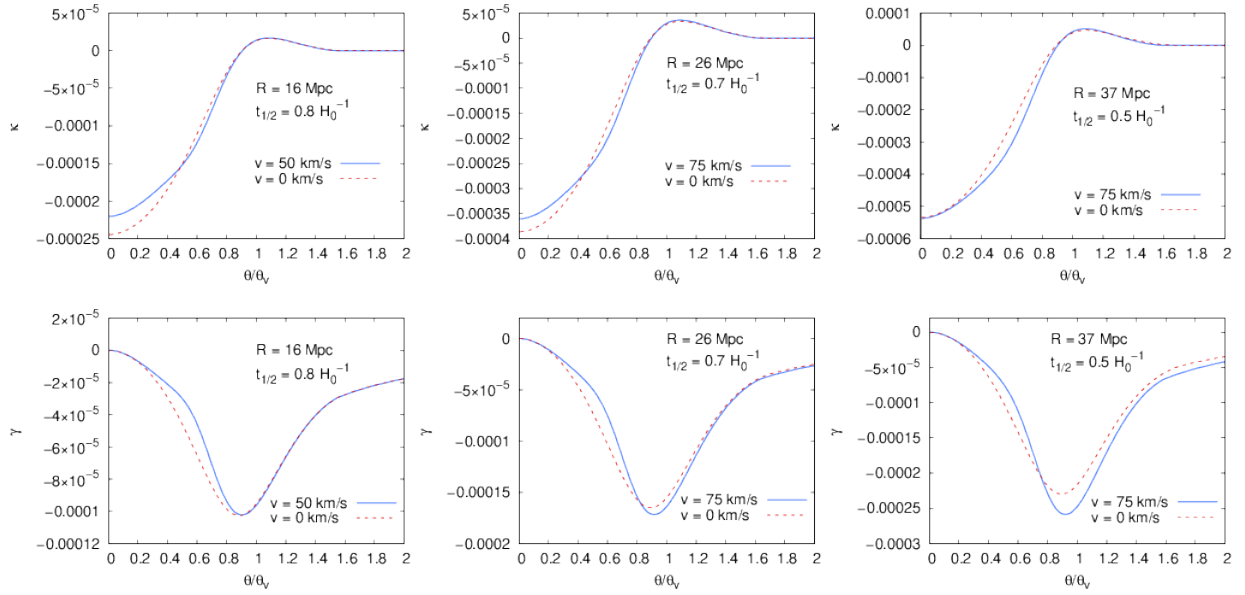 5×10⁻⁵
0
−5×10⁻⁵
−0.0001
−0.00015
−0.0002
−0.00025
κ
R = 16 Mpc
t₁/₂ = 0.8 H₀⁻¹
v = 50 km/s
v = 0 km/s
0 0.2 0.4 0.6 0.8 1 1.2 1.4 1.6 1.8 2
θ/θᵥ
5×10⁻⁵
0
−5×10⁻⁵
−0.0001
−0.00015
−0.0002
−0.00025
−0.0003
−0.00035
−0.0004
κ
R = 26 Mpc
t₁/₂ = 0.7 H₀⁻¹
v = 75 km/s
v = 0 km/s
0 0.2 0.4 0.6 0.8 1 1.2 1.4 1.6 1.8 2
θ/θᵥ
0.0001
0
−0.0001
−0.0002
−0.0003
−0.0004
−0.0005
−0.0006
κ
R = 37 Mpc
t₁/₂ = 0.5 H₀⁻¹
v = 75 km/s
v = 0 km/s
0 0.2 0.4 0.6 0.8 1 1.2 1.4 1.6 1.8 2
θ/θᵥ
2×10⁻⁵
0
−2×10⁻⁵
−4×10⁻⁵
−6×10⁻⁵
−8×10⁻⁵
−0.0001
−0.00012
γ
R = 16 Mpc
t₁/₂ = 0.8 H₀⁻¹
v = 50 km/s
v = 0 km/s
0 0.2 0.4 0.6 0.8 1 1.2 1.4 1.6 1.8 2
θ/θᵥ
0
−5×10⁻⁵
−0.0001
−0.00015
−0.0002
γ
R = 26 Mpc
t₁/₂ = 0.7 H₀⁻¹
v = 75 km/s
v = 0 km/s
0 0.2 0.4 0.6 0.8 1 1.2 1.4 1.6 1.8 2
θ/θᵥ
0
−5×10⁻⁵
−0.0001
−0.00015
−0.0002
−0.00025
−0.0003
γ
R = 37 Mpc
t₁/₂ = 0.5 H₀⁻¹
v = 75 km/s
v = 0 km/s
0 0.2 0.4 0.6 0.8 1 1.2 1.4 1.6 1.8 2
θ/θᵥ